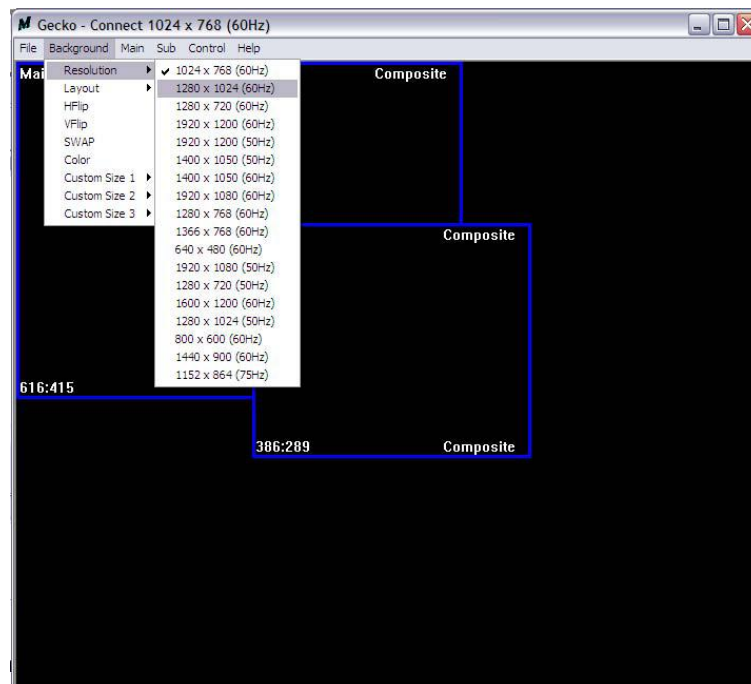 Gecko - Connect 1024 x 768 (60Hz)
File Background Main Sub Control Help
Mai
Composite
Resolution
Layout
HFlip
VFlip
SWAP
Color
Custom Size 1
Custom Size 2
Custom Size 3
1024 x 768 (60Hz)
1280 x 1024 (60Hz)
1280 x 720 (60Hz)
1920 x 1200 (60Hz)
1920 x 1200 (50Hz)
1400 x 1050 (50Hz)
1400 x 1050 (60Hz)
1920 x 1080 (60Hz)
1280 x 768 (60Hz)
1366 x 768 (60Hz)
640 x 480 (60Hz)
1920 x 1080 (50Hz)
1280 x 720 (50Hz)
1600 x 1200 (60Hz)
1280 x 1024 (50Hz)
800 x 600 (60Hz)
1440 x 900 (60Hz)
1152 x 864 (75Hz)
Composite
616:415
386:289 Composite